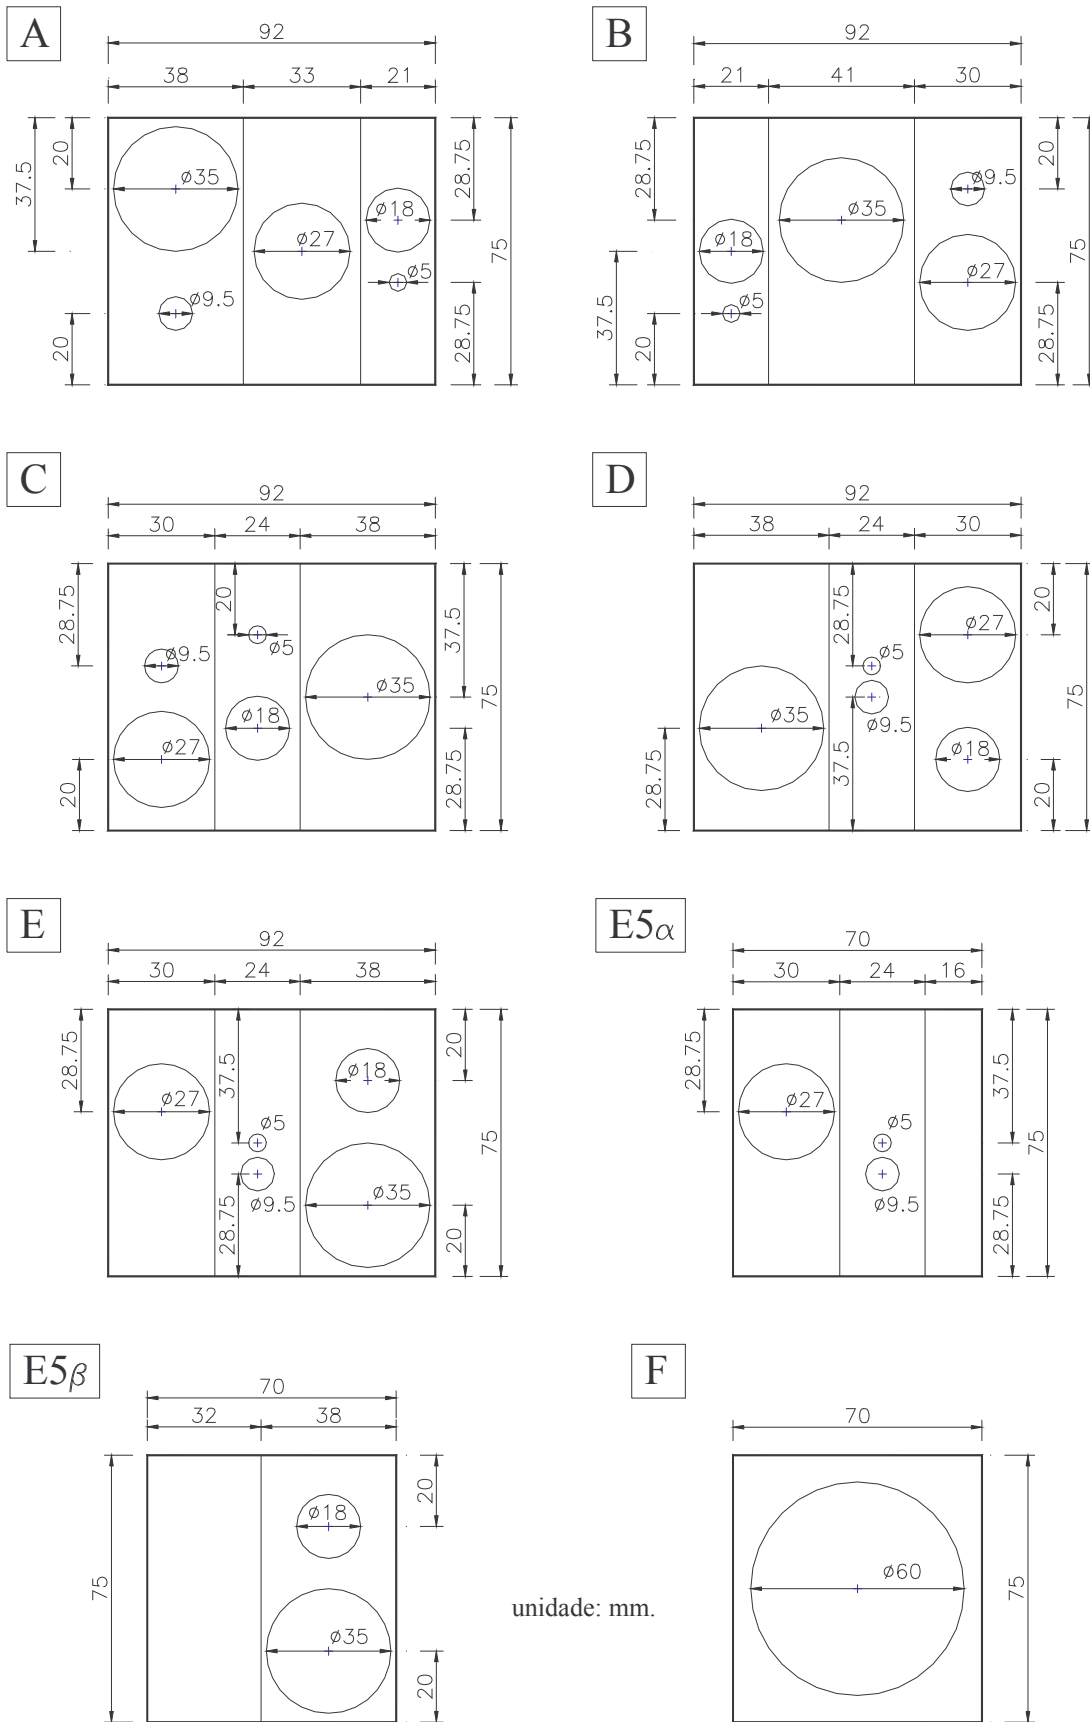 A
92
38 33 21
37.5
20
ø35
ø18
28.75
ø27
75
ø5
ø9.5
20
28.75
B
92
21 41 30
28.75
20
ø9.5
ø35
ø18
75
ø27
37.5
ø5
20
28.75
C
92
30 24 38
28.75
20
37.5
ø5
ø9.5
ø35
75
ø18
ø27
20
28.75
D
92
38 24 30
28.75
20
ø27
ø5
75
ø35
ø9.5
28.75
37.5
ø18
20
E
92
30 24 38
28.75
37.5
20
ø18
ø27
ø5
75
ø35
ø9.5
28.75
20
E5α
70
30 24 16
28.75
37.5
ø27
ø5
75
ø9.5
28.75
E5β
70
32 38
20
ø18
75
ø35
20
unidade: mm.
F
70
ø60
75